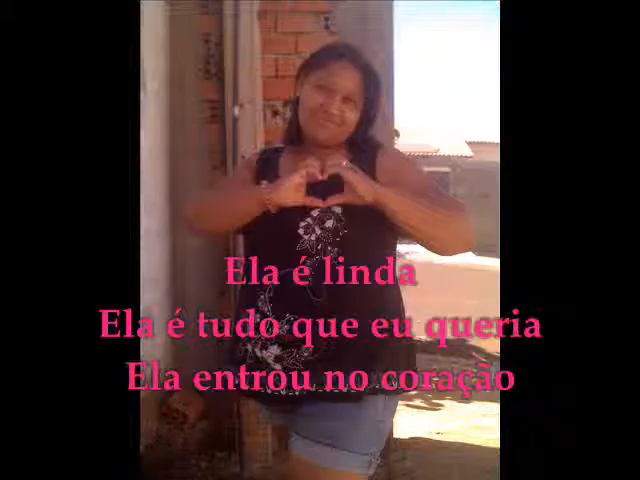 Ela é linda
Ela é tudo que eu queria
Ela entrou no coração